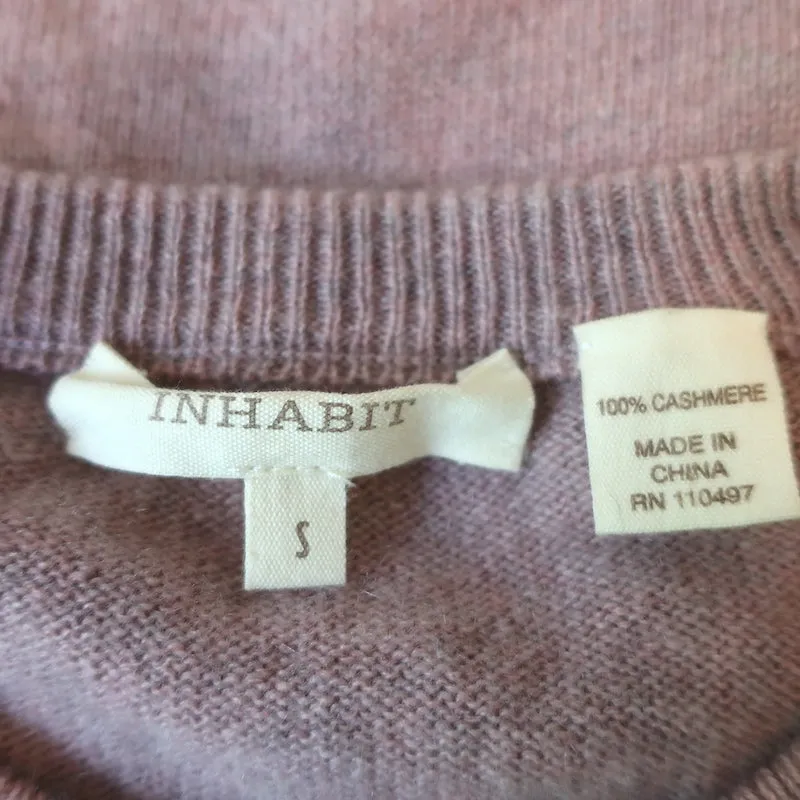 INHABIT
S
100% CASHMERE
MADE IN
CHINA
RN 110497